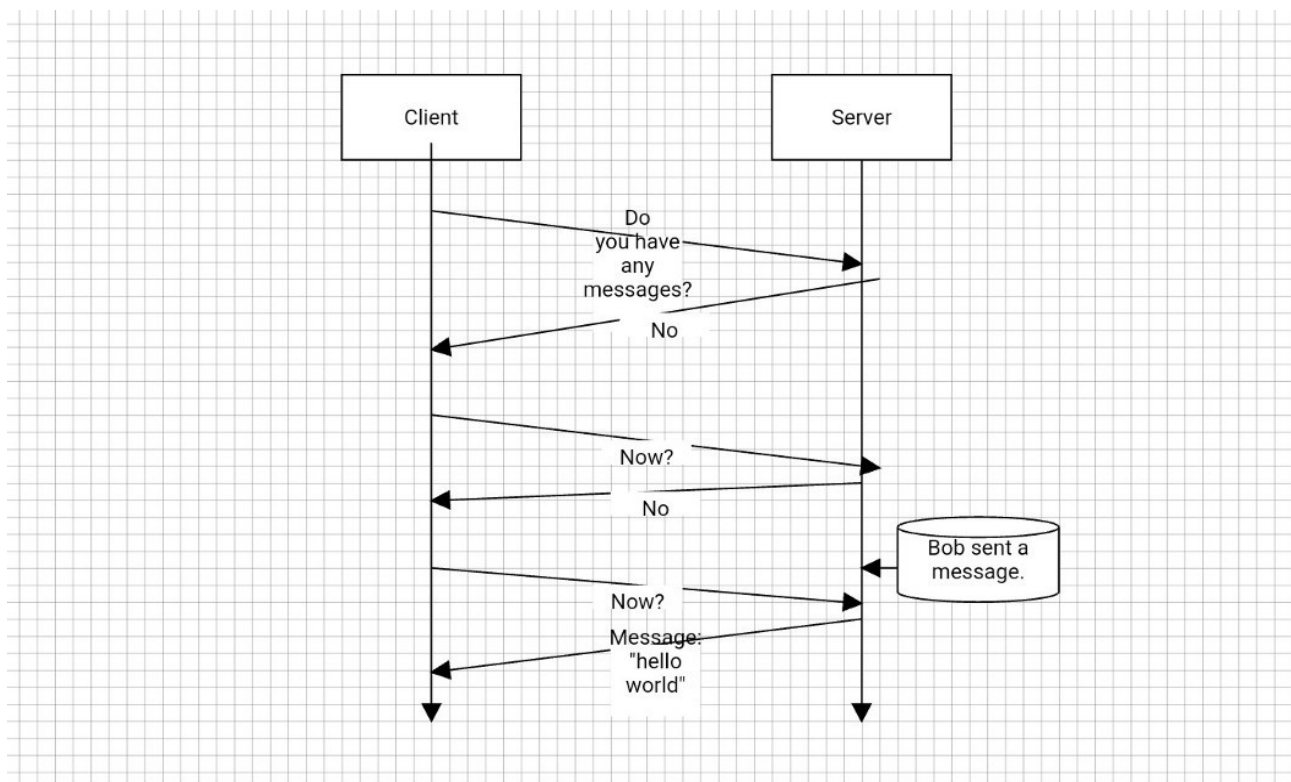 Client
Server
Do
you have
any
messages?
No
Now?
No
Bob sent a
message.
Now?
Message:
"hello
world"